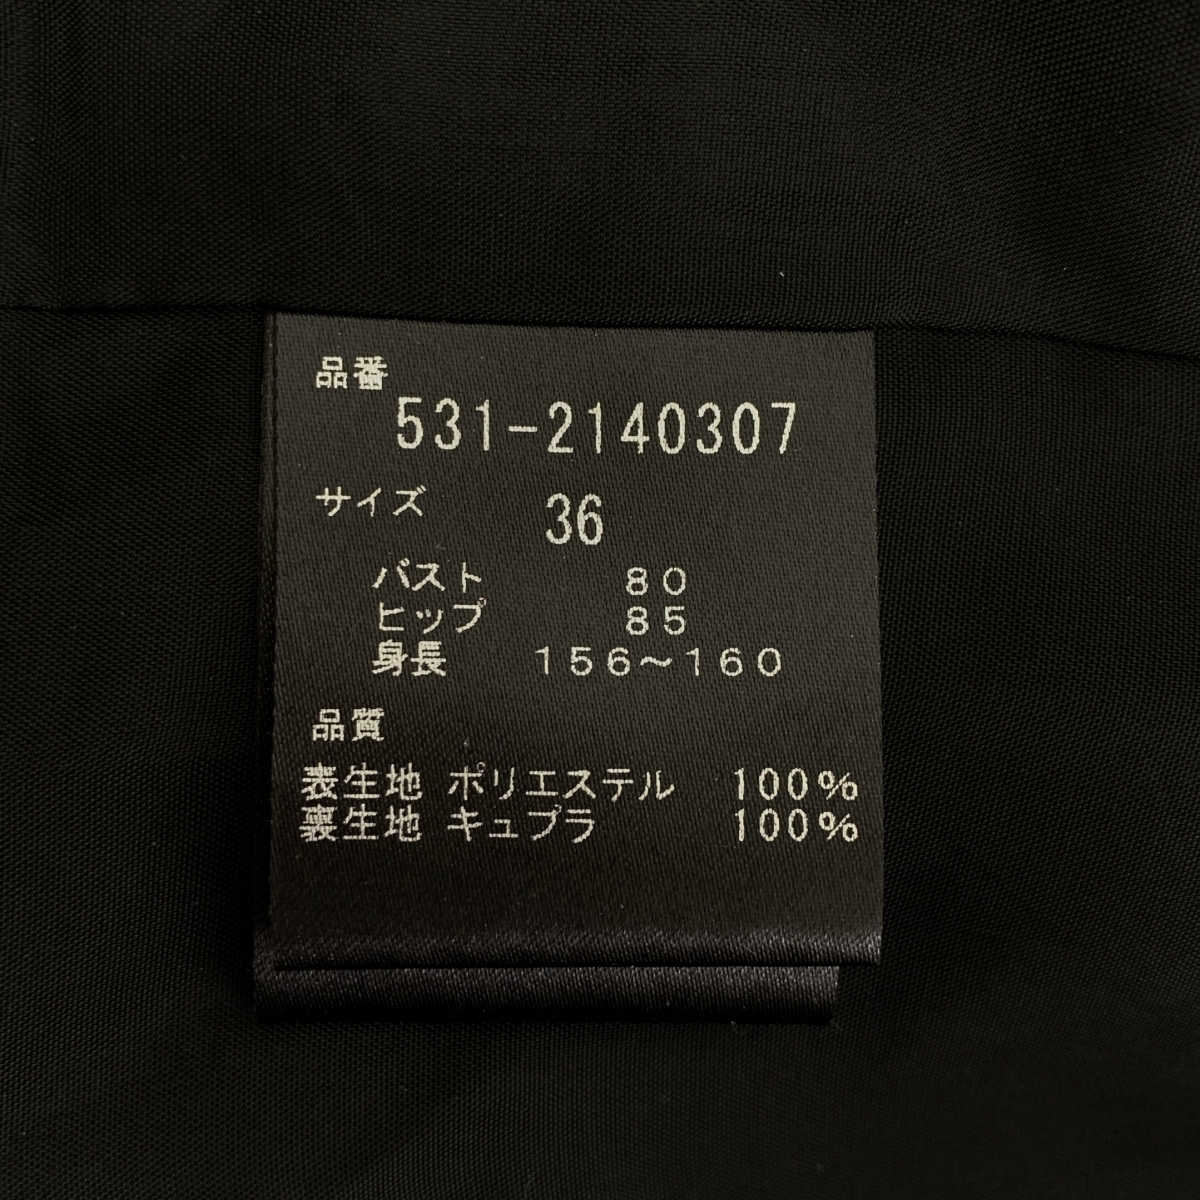 品番
531-2140307
サイズ 36
バスト 80
ヒップ 85
身長 156~160
品質
表生地 ポリエステル 100%
裏生地 キュプラ 100%